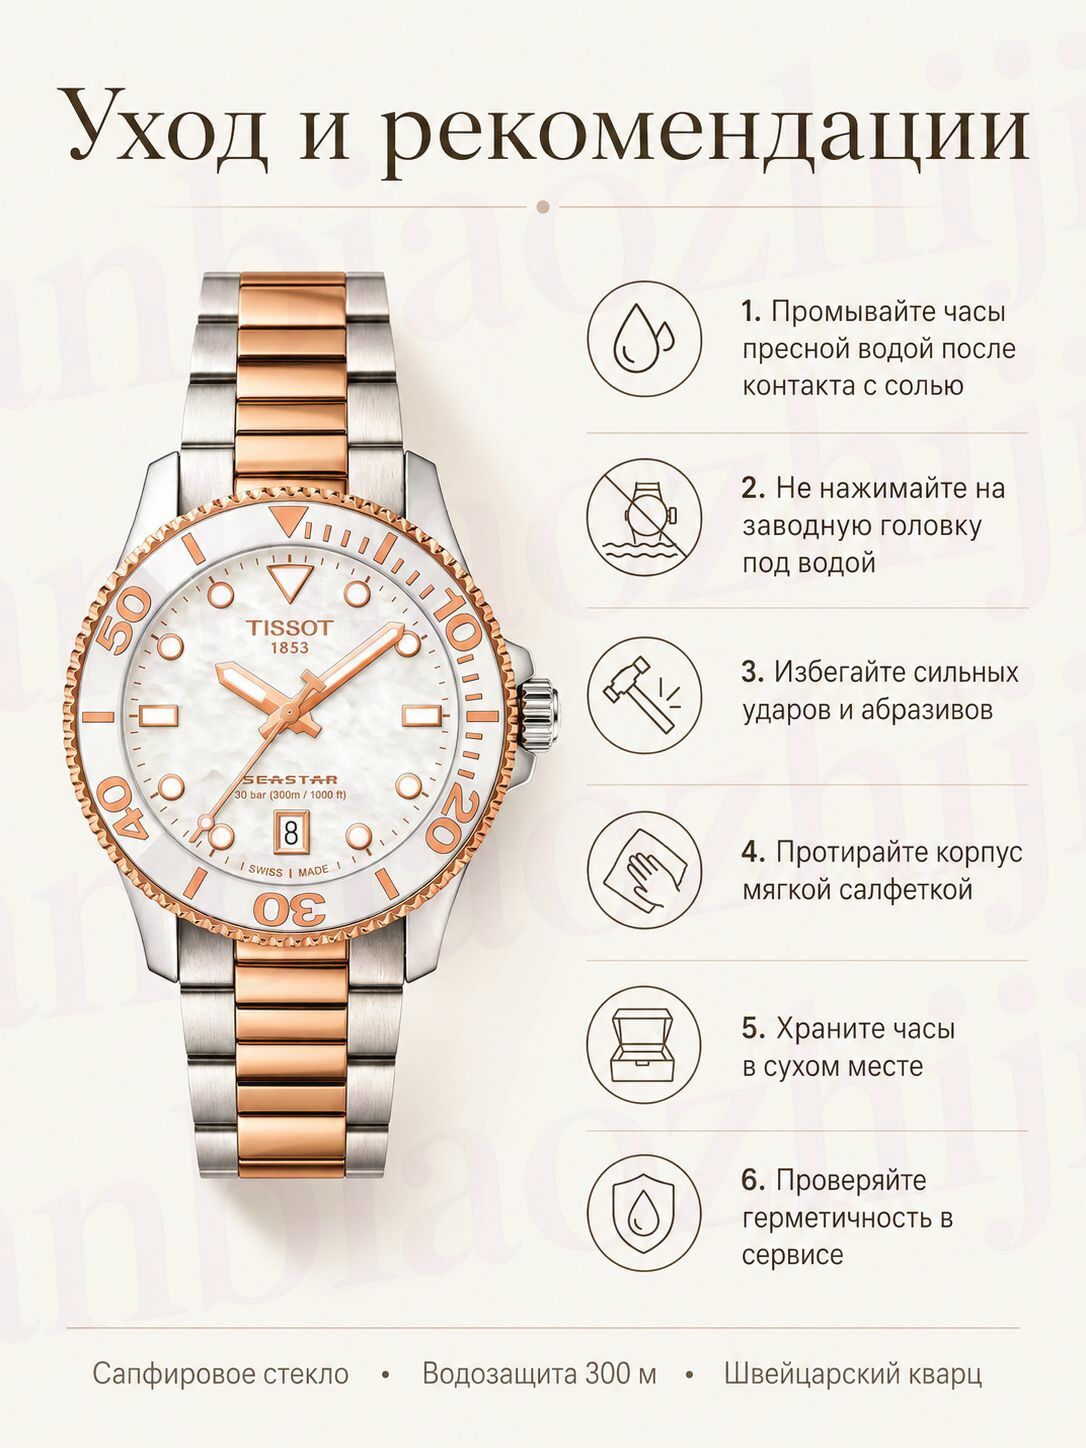 Уход и рекомендации
1. Промывайте часы
пресной водой после
контакта с солью
2. Не нажимайте на
заводную головку
под водой
3. Избегайте сильных
ударов и абразивов
4. Протирайте корпус
мягкой салфеткой
5. Храните часы
в сухом месте
6. Проверяйте
герметичность в
сервисе
10
20
30
40
50
TISSOT
1853
SEASTAR
30 bar (300m / 1000 ft)
8
SWISS MADE
Сапфировое стекло • Водозащита 300 м • Швейцарский кварц